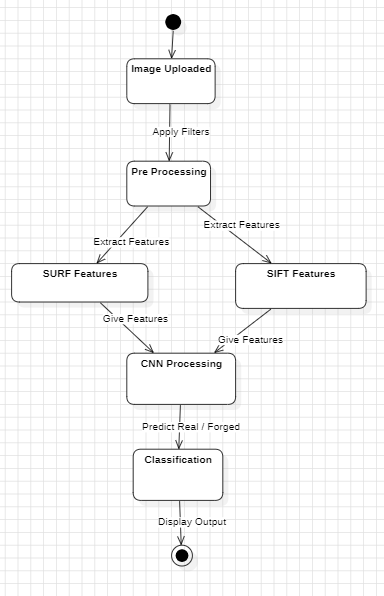 Image Uploaded
Apply Filters
Pre Processing
Extract Features
Extract Features
SURF Features
SIFT Features
Give Features
Give Features
CNN Processing
Predict Real / Forged
Classification
Display Output